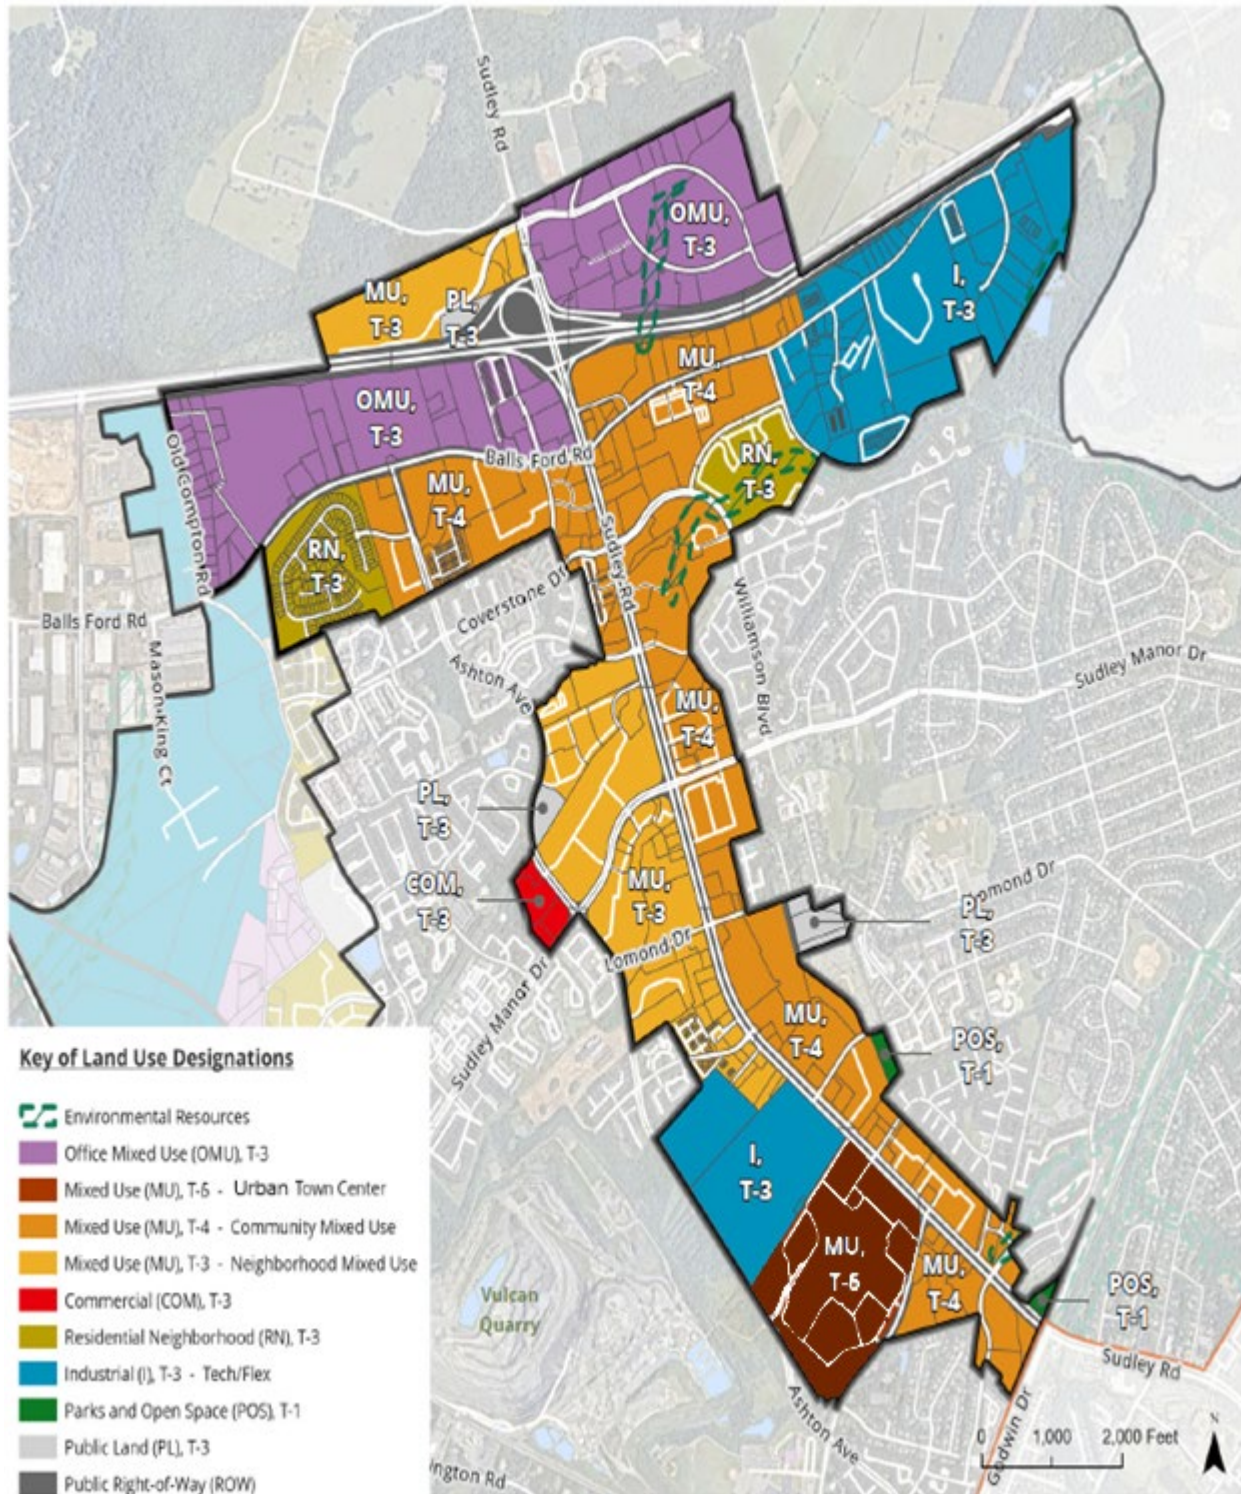 Sudley Rd
OMU,
T-3
I,
T-3
MU,
T-3
PL,
T-3
MU,
T-4
OMU,
T-3
Balls Ford Rd
RN,
T-3
MU,
T-4
Old Compton Rd
RN,
T-3
Sudley Rd
Coverstone Dr
Williamson Blvd
Balls Ford Rd
Mason King Ct
Ashton Ave
Sudley Manor Dr
MU,
T-4
PL,
T-3
COM,
T-3
MU,
T-3
Lomond Dr
PL,
T-3
Lomond Dr
Sudley Manor Dr
MU,
T-4
POS,
T-1
I,
T-3
MU,
T-6
MU,
T-4
POS,
T-1
Vulcan
Quarry
Sudley Rd
Ashton Ave
Godwin Dr
ington Rd
0 1,000 2,000 Feet
N
Key of Land Use Designations
Environmental Resources
Office Mixed Use (OMU), T-3
Mixed Use (MU), T-6 - Urban Town Center
Mixed Use (MU), T-4 - Community Mixed Use
Mixed Use (MU), T-3 - Neighborhood Mixed Use
Commercial (COM), T-3
Residential Neighborhood (RN), T-3
Industrial (I), T-3 - Tech/Flex
Parks and Open Space (POS), T-1
Public Land (PL), T-3
Public Right-of-Way (ROW)